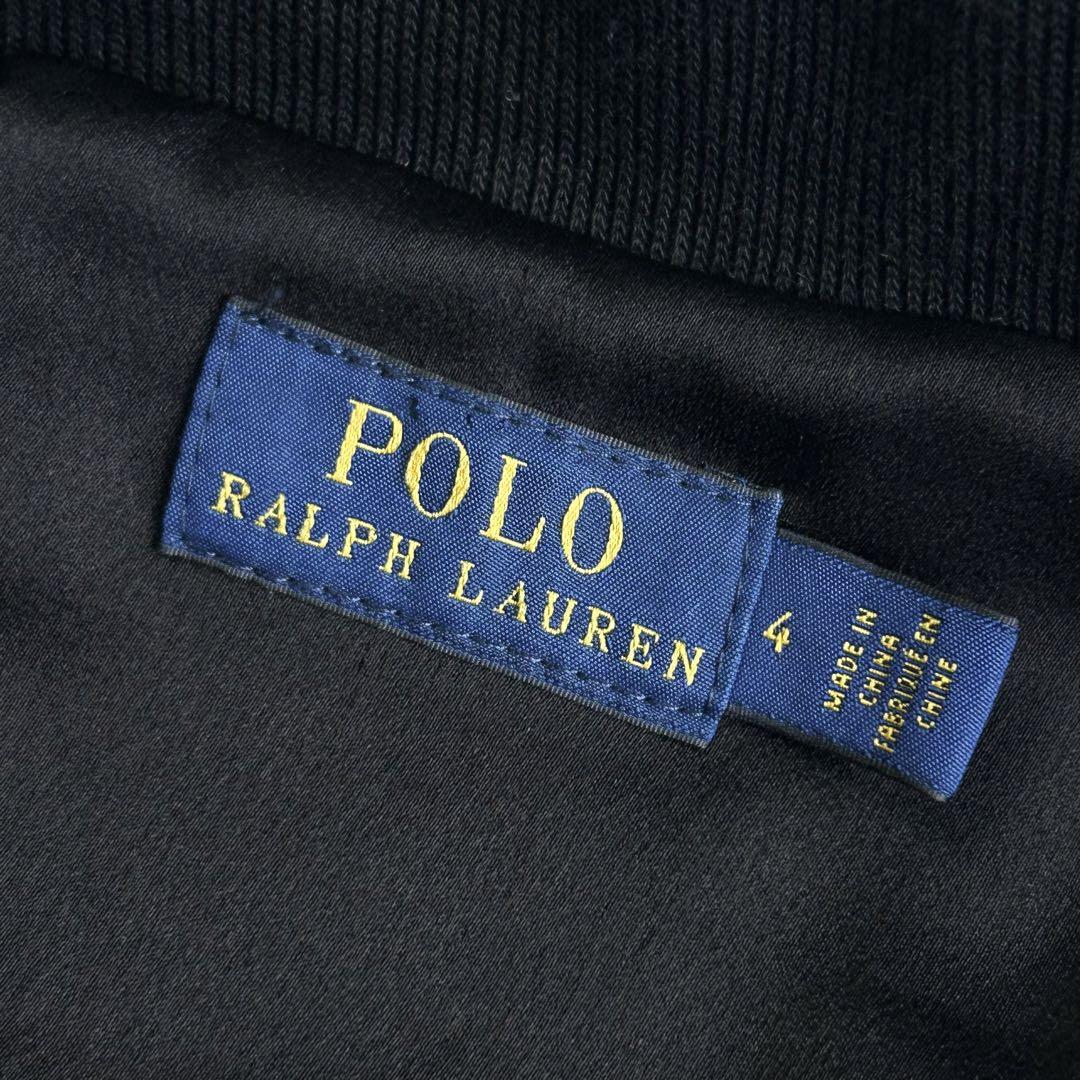 POLO
RALPH LAUREN
4
MADE IN
CHINA
FABRIQUÉ EN
CHINE